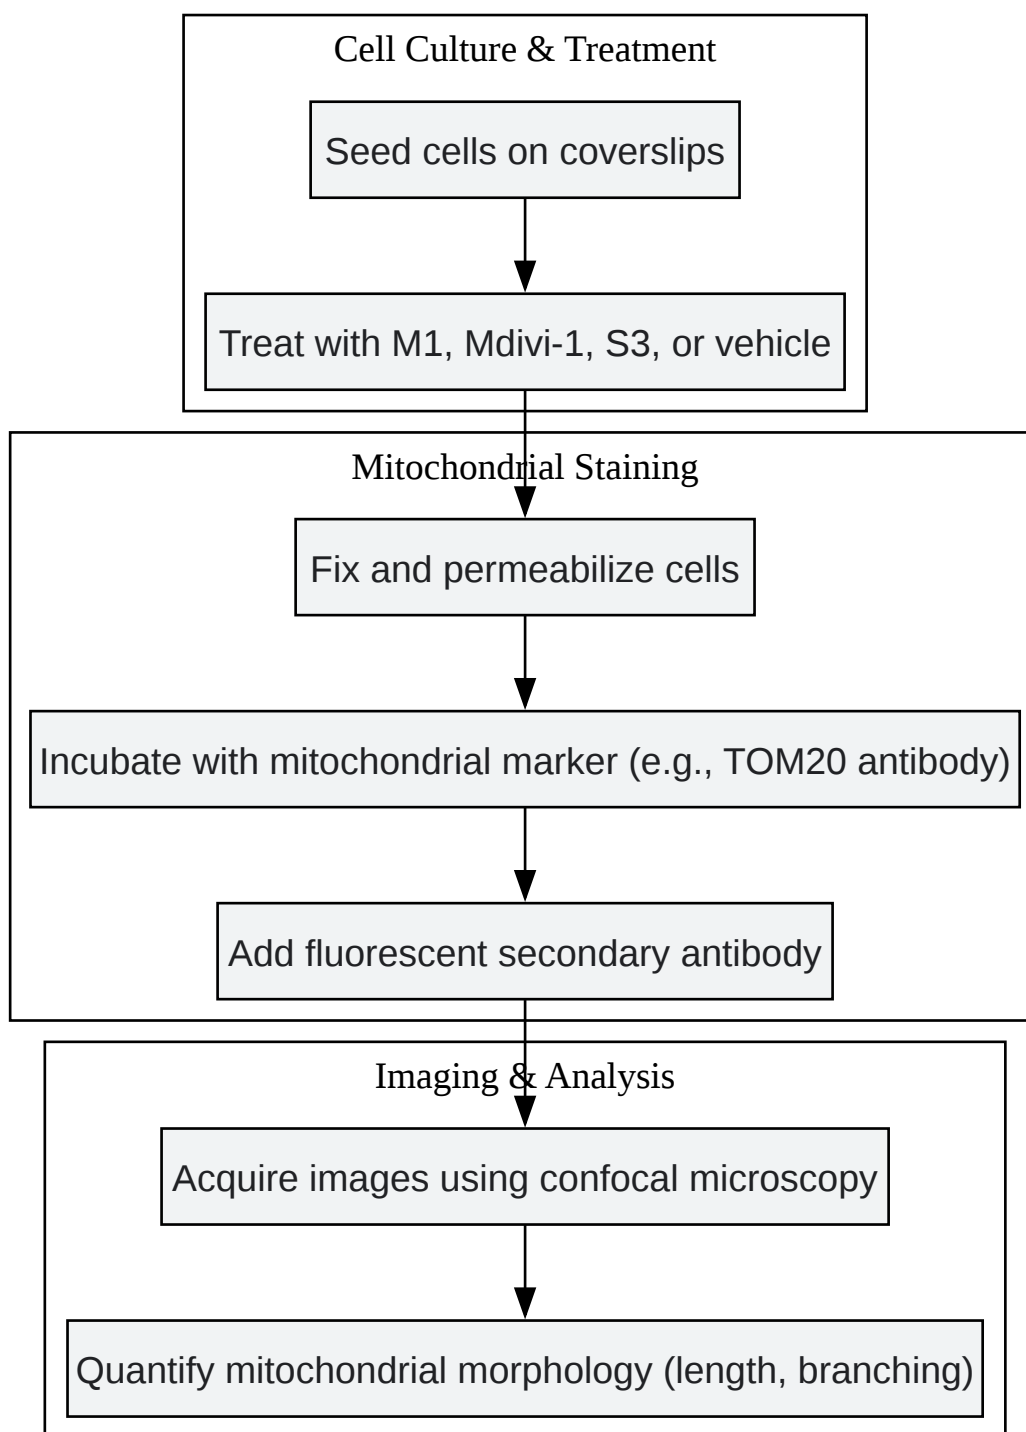 Cell Culture & Treatment
Seed cells on coverslips
Treat with M1, Mdivi-1, S3, or vehicle
Mitochondrial Staining
Fix and permeabilize cells
Incubate with mitochondrial marker (e.g., TOM20 antibody)
Add fluorescent secondary antibody
Imaging & Analysis
Acquire images using confocal microscopy
Quantify mitochondrial morphology (length, branching)